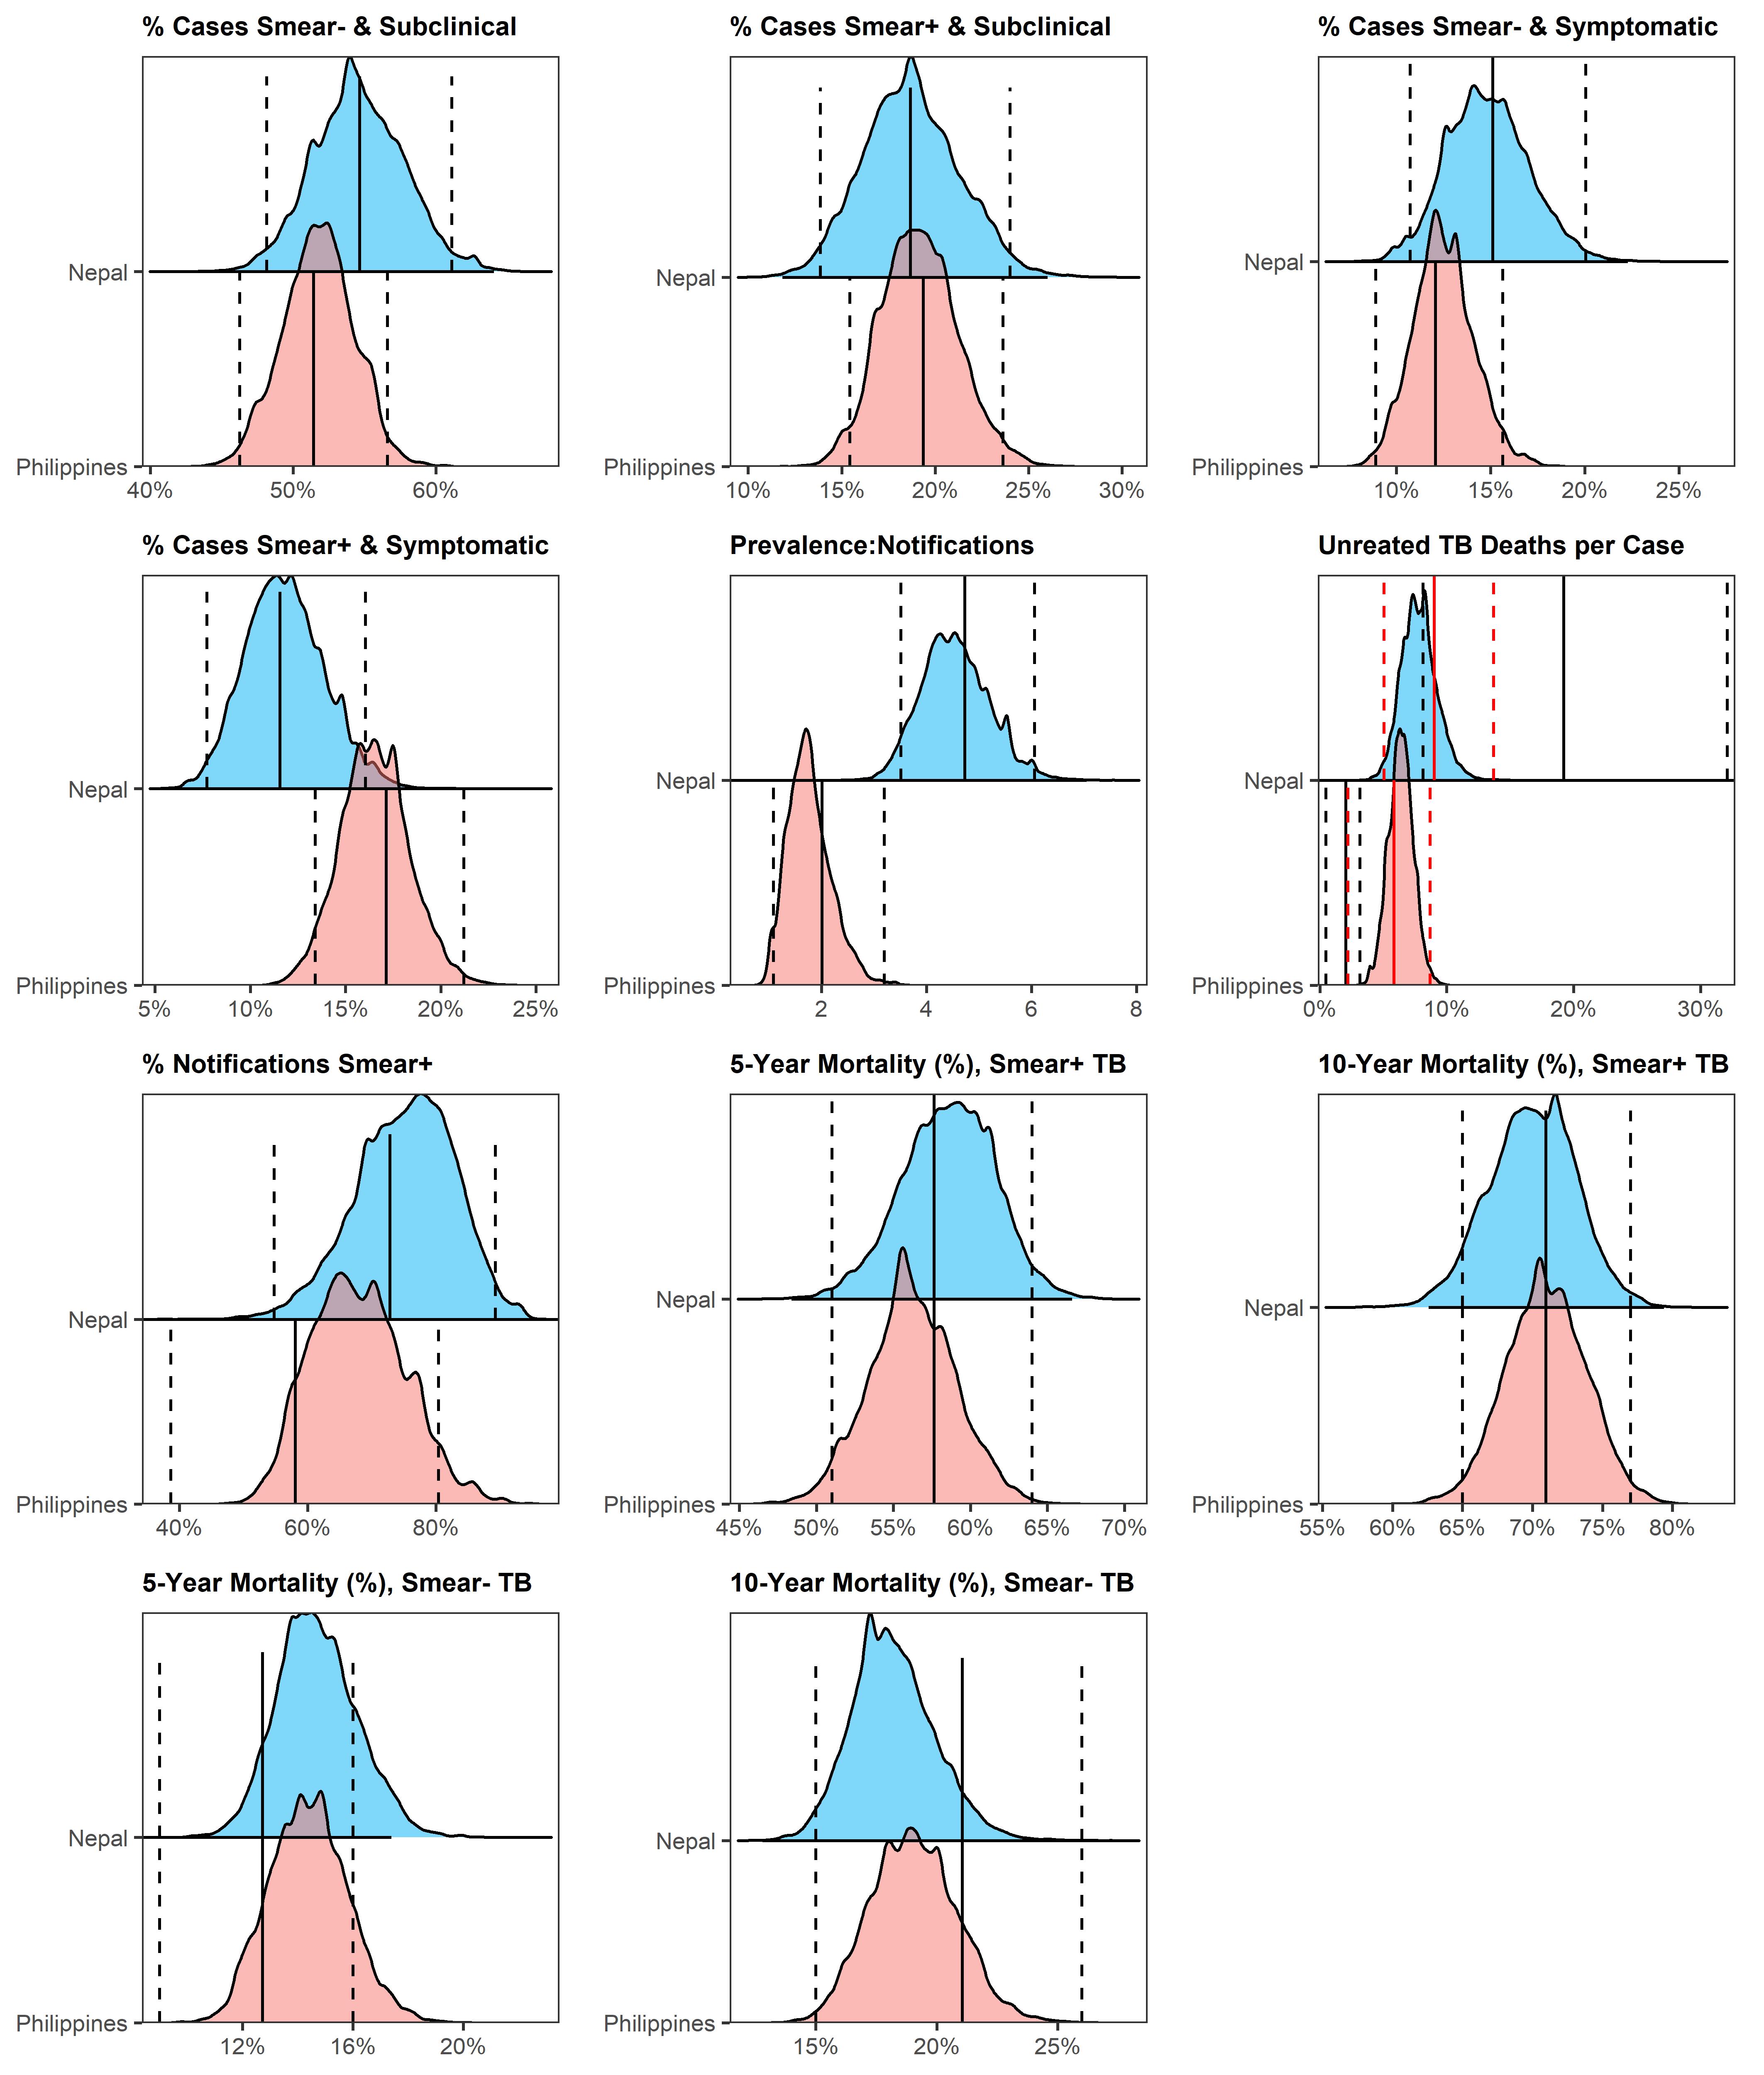 % Cases Smear- & Subclinical
% Cases Smear+ & Subclinical
% Cases Smear- & Symptomatic
Nepal
Nepal
Nepal
Philippines
Philippines
Philippines
40% 50% 60%
10% 15% 20% 25% 30%
10% 15% 20% 25%
% Cases Smear+ & Symptomatic
Prevalence:Notifications
Unreated TB Deaths per Case
Nepal
Nepal
Nepal
Philippines
Philippines
Philippines
5% 10% 15% 20% 25%
2 4 6 8
0% 10% 20% 30%
% Notifications Smear+
5-Year Mortality (%), Smear+ TB
10-Year Mortality (%), Smear+ TB
Nepal
Nepal
Nepal
Philippines
Philippines
Philippines
40% 60% 80%
45% 50% 55% 60% 65% 70%
55% 60% 65% 70% 75% 80%
5-Year Mortality (%), Smear- TB
10-Year Mortality (%), Smear- TB
Nepal
Nepal
Philippines
Philippines
12% 16% 20%
15% 20% 25%